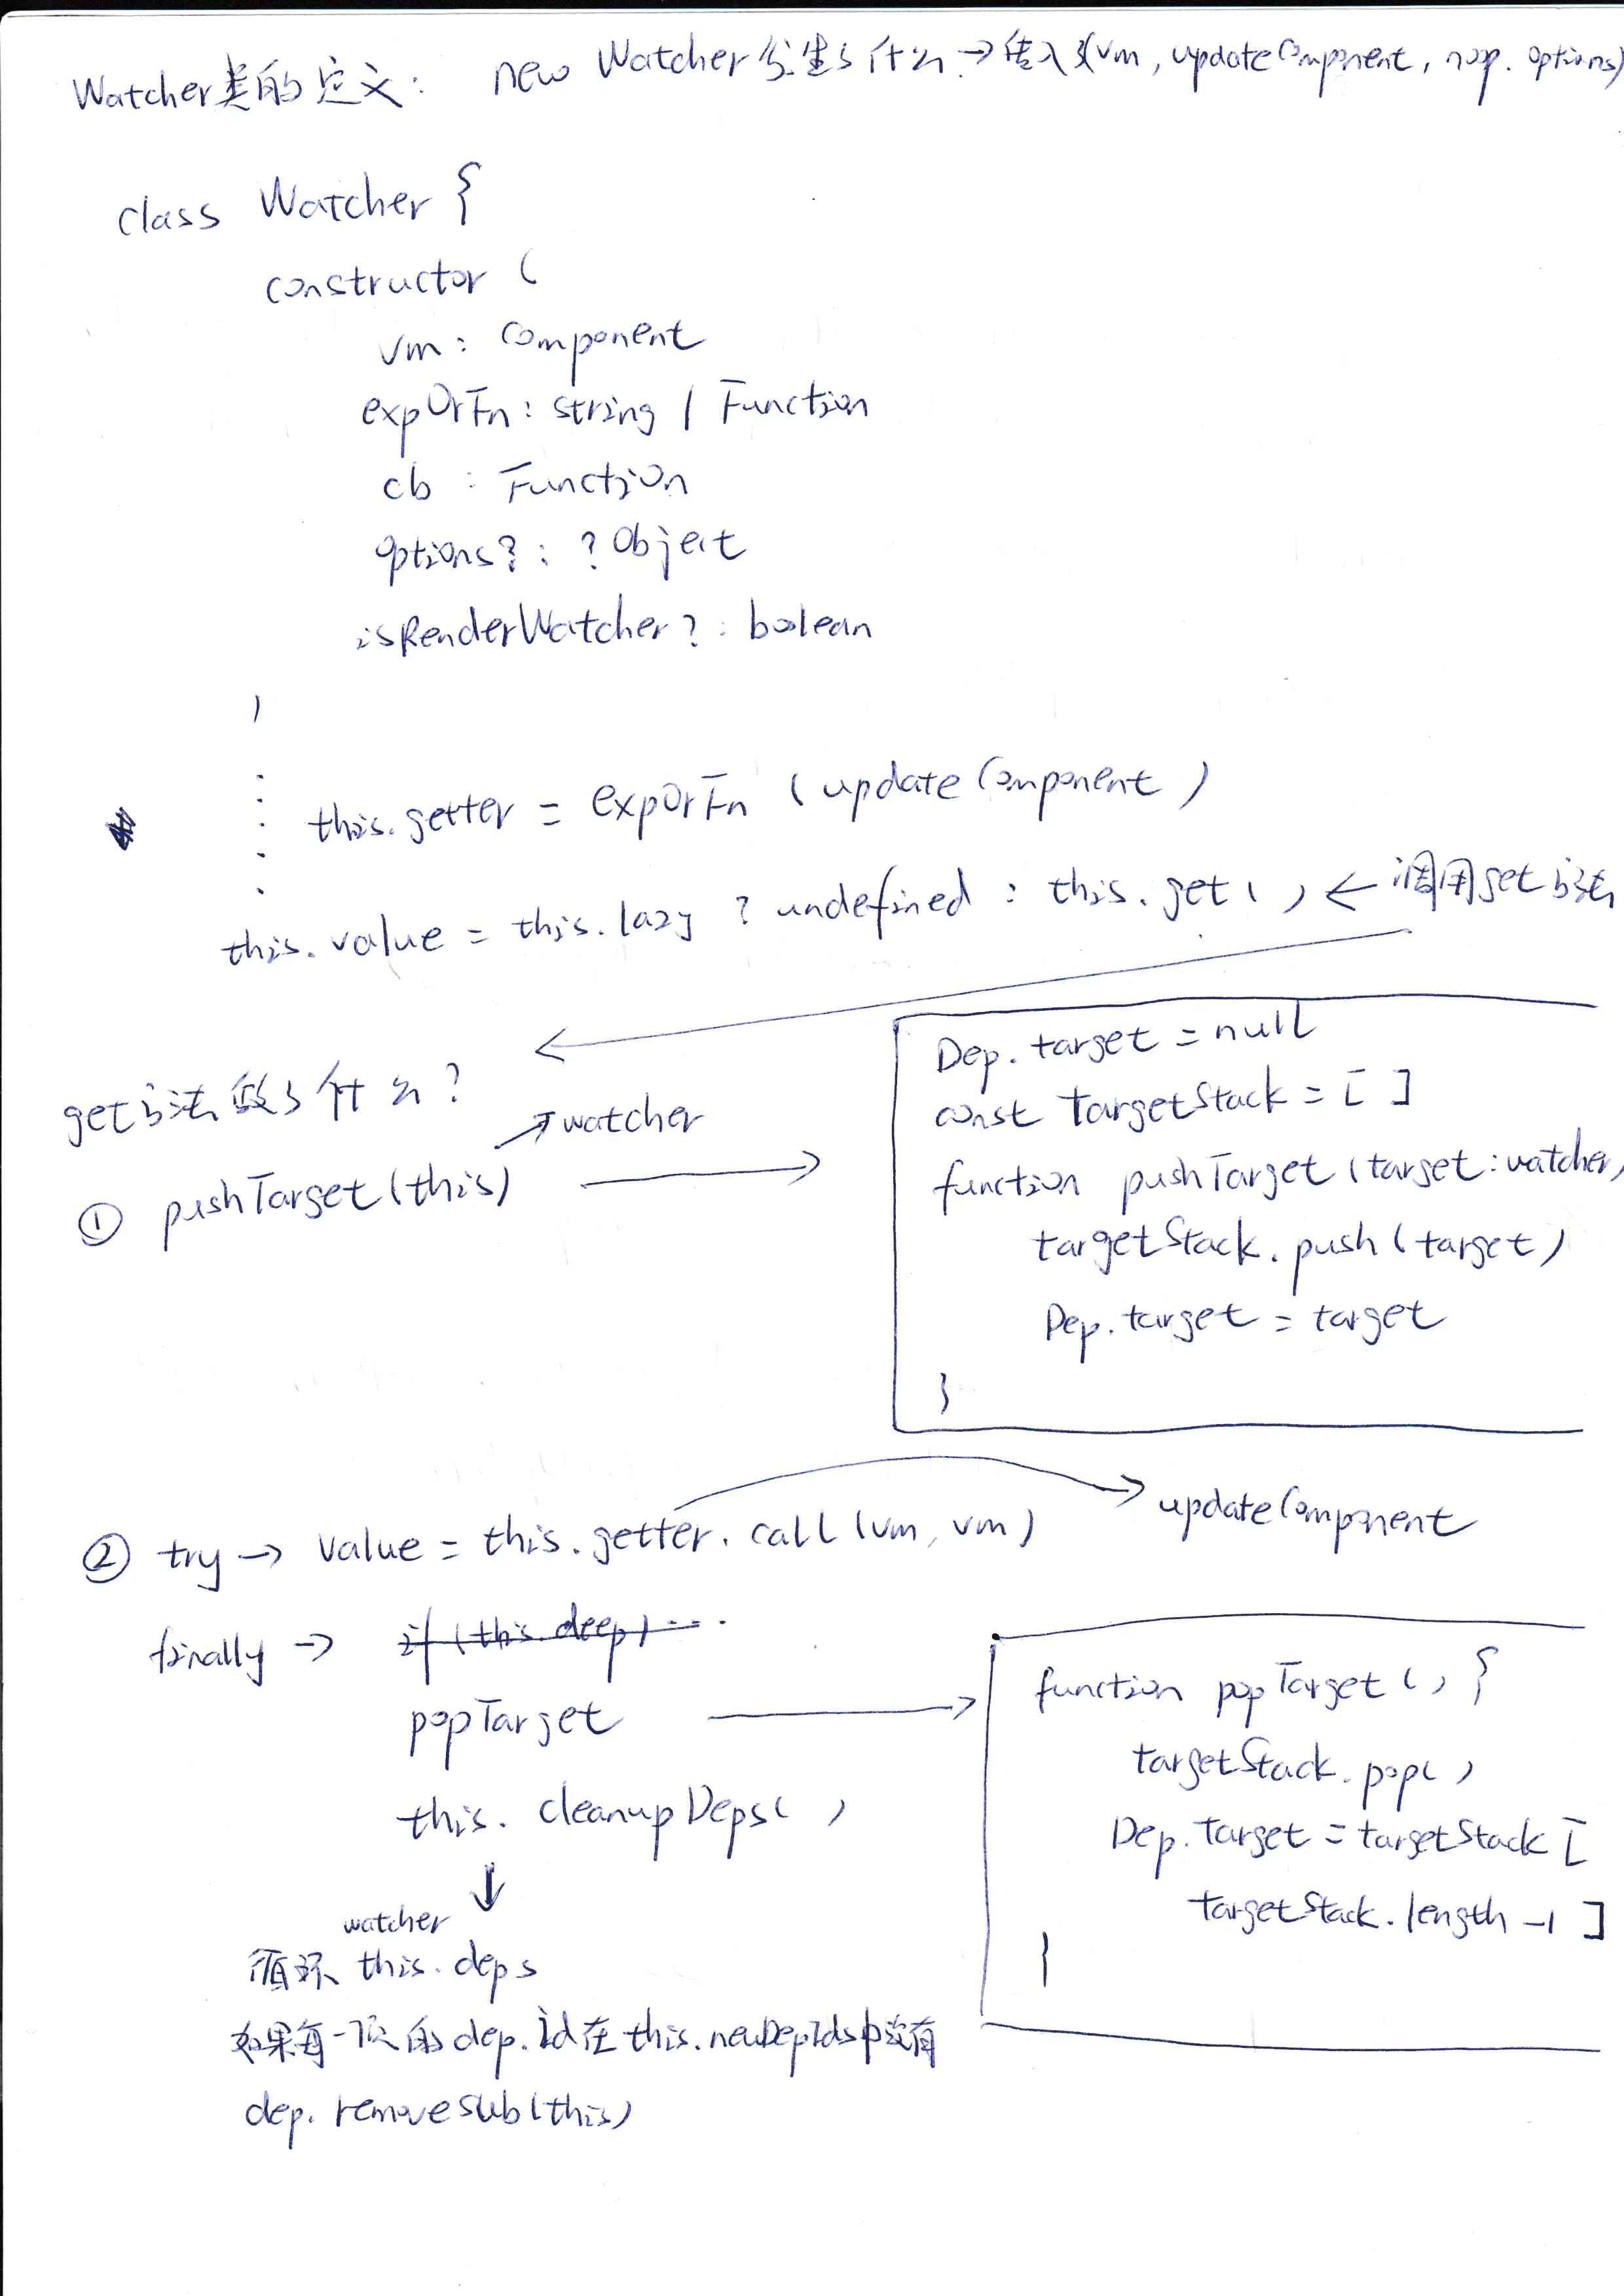 Watcher类的定义： new Watcher发生了什么→传入了(vm, updateComponent, noop. options)
class Watcher {
constructor (
vm: component
expOrFn: string | Function
cb : Function
options? : ?Object
isRenderWatcher? : boolean
)
this.getter = expOrFn (updateComponent)
this.value = this.lazy ? undefined : this.get() ← 调用get方法
get方法做了什么?
① pushTarget(this) ↗watcher →
Dep.target = null
const targetStack = [ ]
function pushTarget (target: watcher)
targetStack.push(target)
Dep.target = target
}
② try → value = this.getter.call(vm, vm) → updateComponent
finally → if (this.deep) ...
popTarget →
this.cleanupDeps()
↓
function popTarget() {
targetStack.pop()
Dep.Target = targetStack [
targetStack.length -1 ]
}
watcher
循环 this.deps
如果每一项的dep.id在this.newDepIds中没有
dep.removeSub(this)